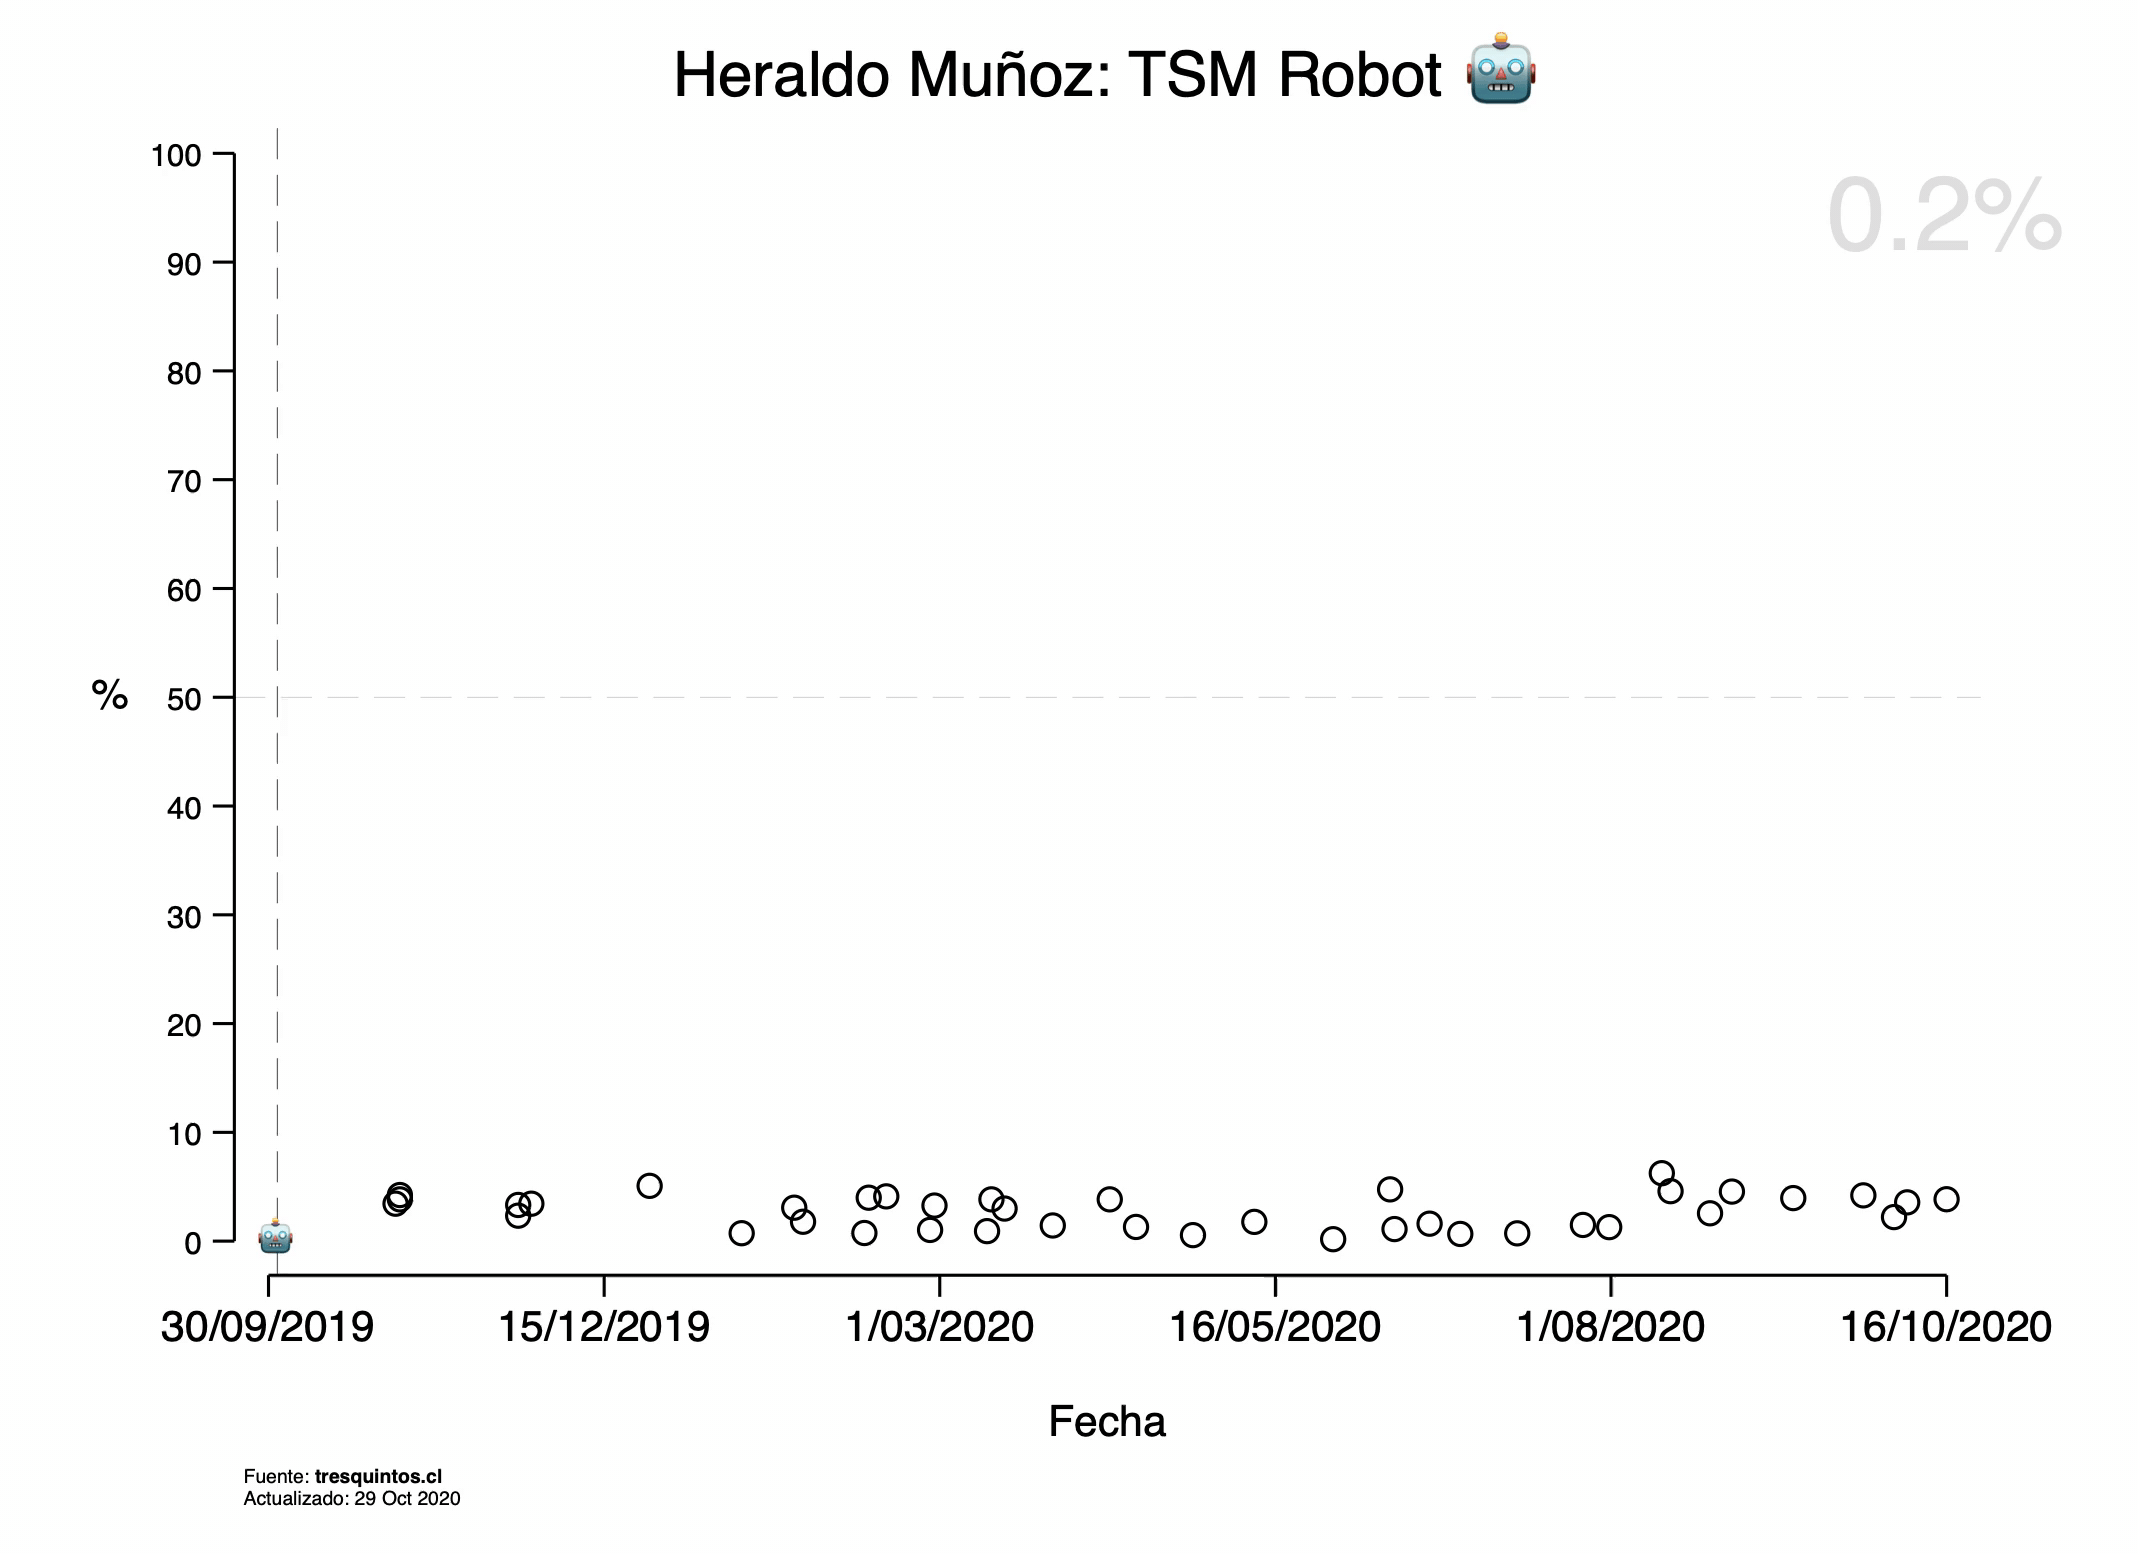 Heraldo Muñoz: TSM Robot 🤖
0.2%
100
90
80
70
60
50
40
30
20
10
0
%
30/09/2019 15/12/2019 1/03/2020 16/05/2020 1/08/2020 16/10/2020
Fecha
Fuente: tresquintos.cl
Actualizado: 29 Oct 2020